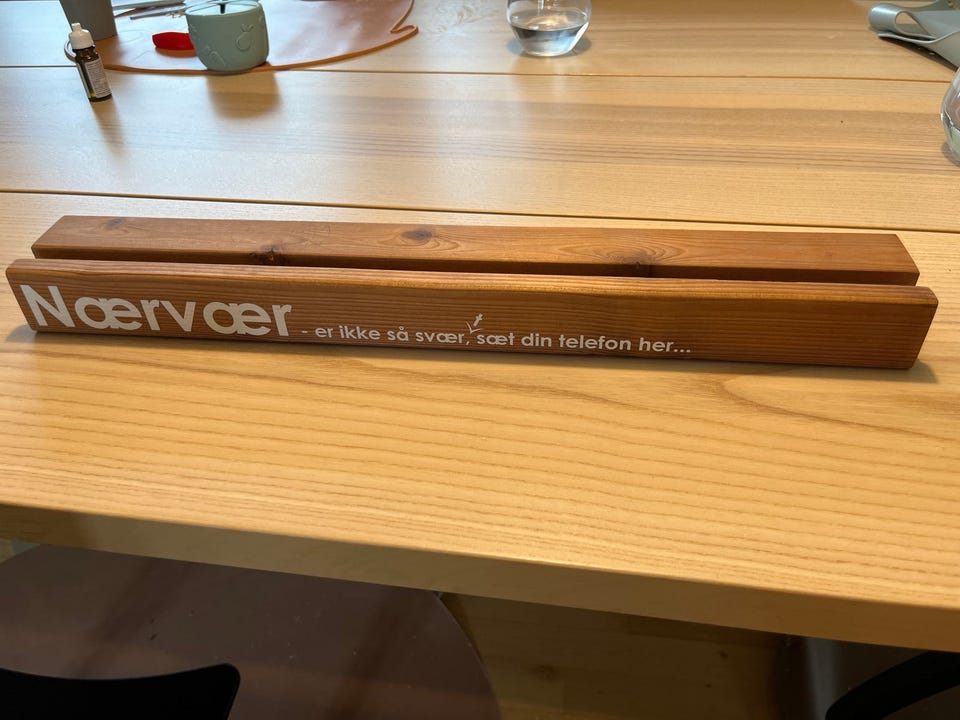 Nærvær - er ikke så svær, sæt din telefon her...